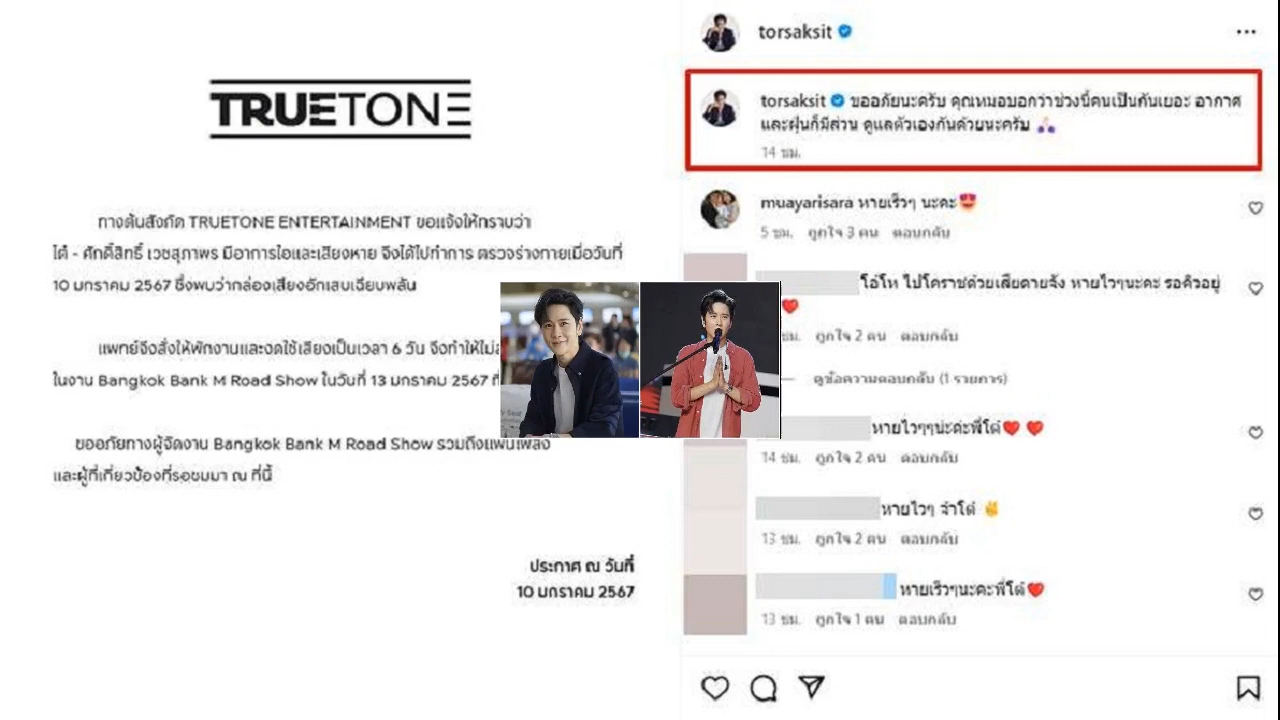 TRUETONE
ทางต้นสังกัด TRUETONE ENTERTAINMENT ขอแจ้งให้ทราบว่า
โต๋ - ศักดิ์สิทธิ์ เวชสุภาพร มีอาการไอและเสียงหาย จึงได้ไปทำการ ตรวจร่างกายเมื่อวันที่
10 มกราคม 2567 ซึ่งพบว่ากล่องเสียงอักเสบเฉียบพลัน
แพทย์จึงสั่งให้พักงานและงดใช้เสียงเป็นเวลา 6 วัน จึงทำให้ไม่
ในงาน Bangkok Bank M Road Show ในวันที่ 13 มกราคม 2567
ขออภัยทางผู้จัดงาน Bangkok Bank M Road Show รวมถึงแฟนเพลง
และผู้ที่เกี่ยวข้องที่รอชมมา ณ ที่นี้
ประกาศ ณ วันที่
10 มกราคม 2567
torsaksit
torsaksit ขออภัยนะครับ คุณหมอบอกว่าช่วงนี้คนเป็นกันเยอะ อากาศ
และฝุ่นก็มีส่วน ดูแลตัวเองกันด้วยนะครับ 🙏🏻
14 ชม.
muayarisara หายเร็วๆ นะคะ😍
5 ชม. ถูกใจ 3 คน ตอบกลับ
โอ๋โห ไปโคราชด้วยเสียดายจัง หายไวๆนะคะ รอคิวอยู่
❤️
ชม. ถูกใจ 2 คน ตอบกลับ
ดูข้อความตอบกลับ (1 รายการ)
หายไวๆๆน่ะค่ะพี่โต๋❤️ ❤️
14 ชม. ถูกใจ 2 คน ตอบกลับ
หายไวๆ จ้าโต๋ ✌️
13 ชม. ถูกใจ 2 คน ตอบกลับ
หายเร็วๆนะคะพี่โต๋❤️
13 ชม. ถูกใจ 1 คน ตอบกลับ